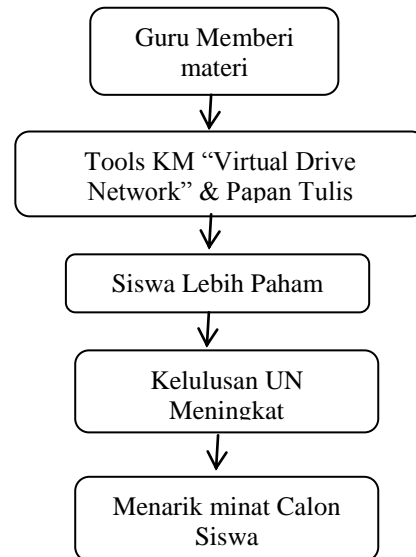 Guru Memberi
materi
Tools KM “Virtual Drive
Network” & Papan Tulis
Siswa Lebih Paham
Kelulusan UN
Meningkat
Menarik minat Calon
Siswa